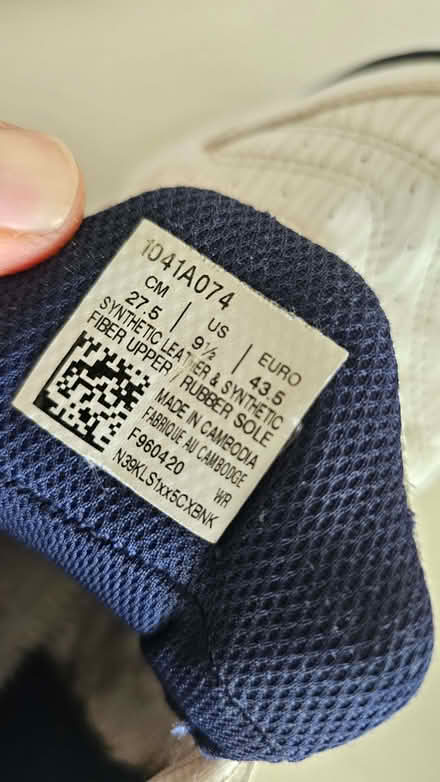 1041A074
CM | US | EURO
27.5 | 9½ | 43.5
SYNTHETIC LEATHER & SYNTHETIC
FIBER UPPER / RUBBER SOLE
MADE IN CAMBODIA
FABRIQUE AU CAMBODGE
F960420 WR
N39KLS1xx5CXBNK